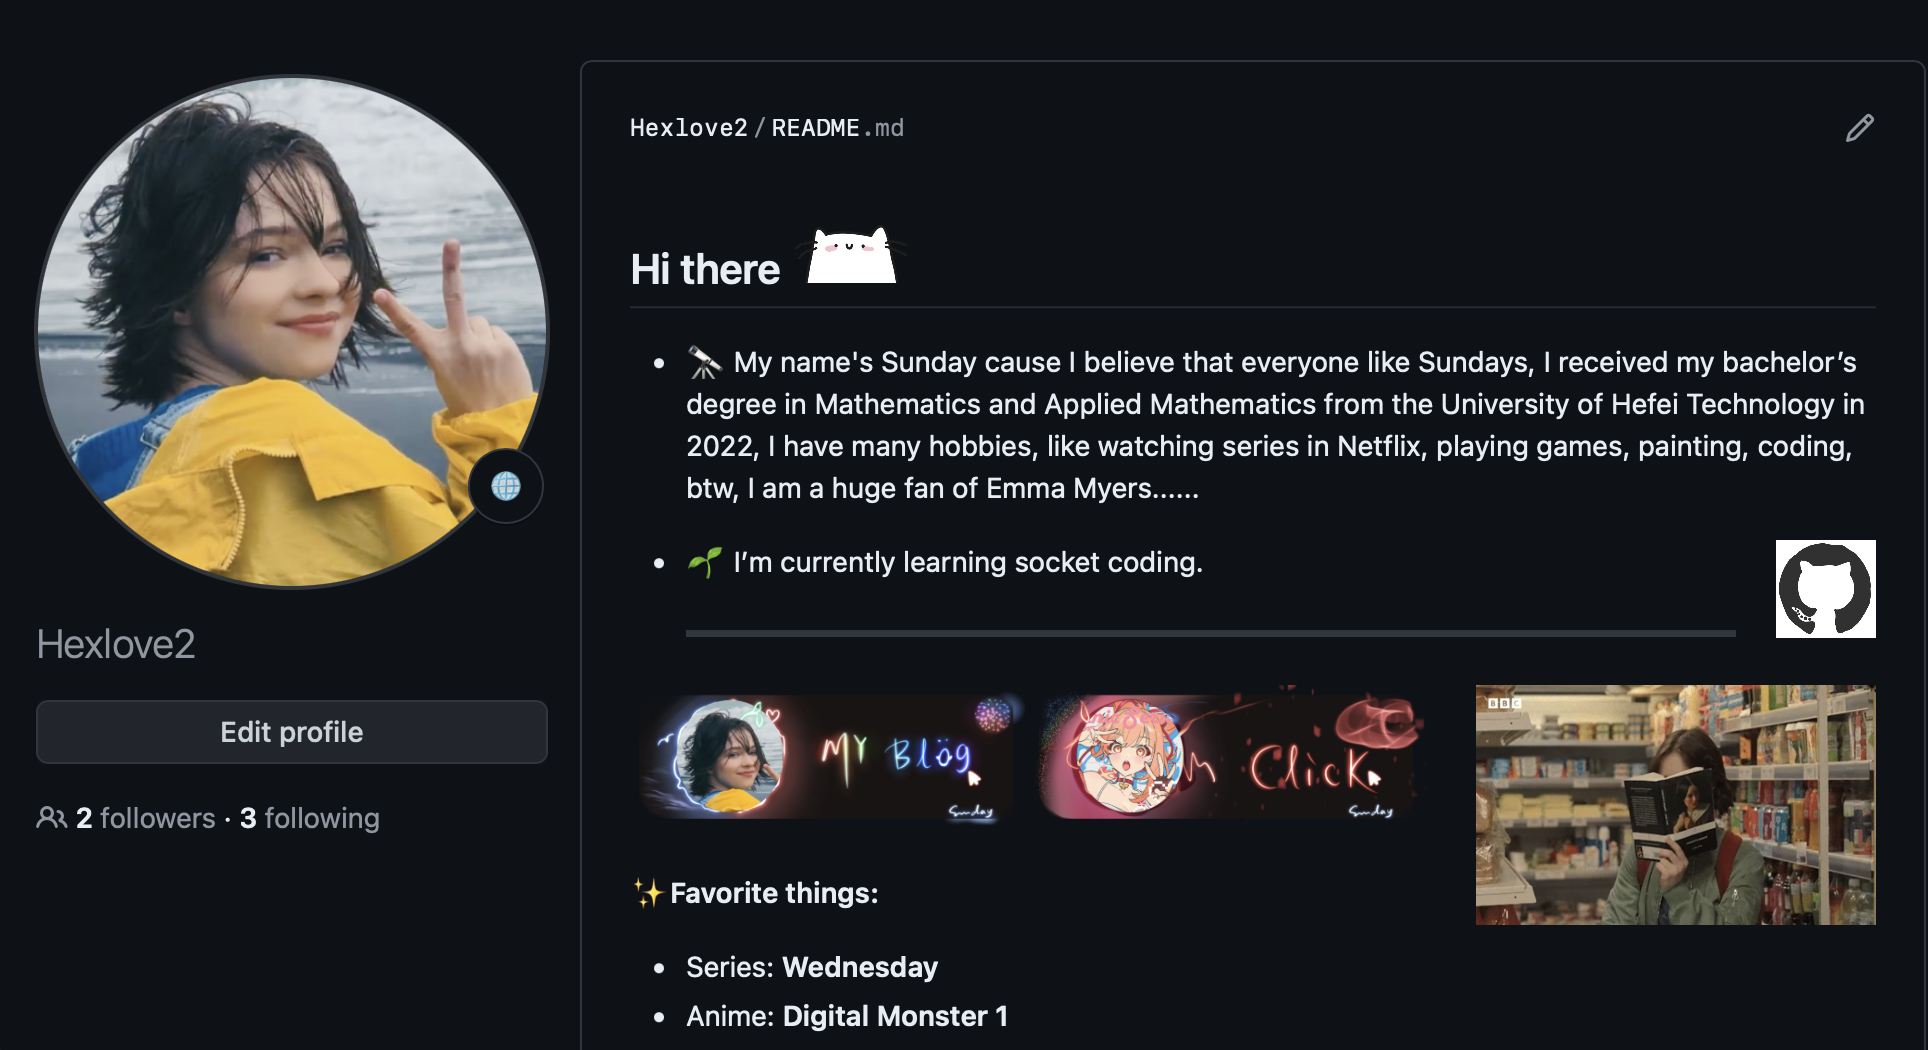 Hexlove2 / README.md
Hi there
My name's Sunday cause I believe that everyone like Sundays, I received my bachelor’s
degree in Mathematics and Applied Mathematics from the University of Hefei Technology in
2022, I have many hobbies, like watching series in Netflix, playing games, painting, coding,
btw, I am a huge fan of Emma Myers......
I’m currently learning socket coding.
Hexlove2
Edit profile
2 followers · 3 following
MY Blög
Sunday
Click
Sunday
BBC
✨Favorite things:
Series: Wednesday
Anime: Digital Monster 1